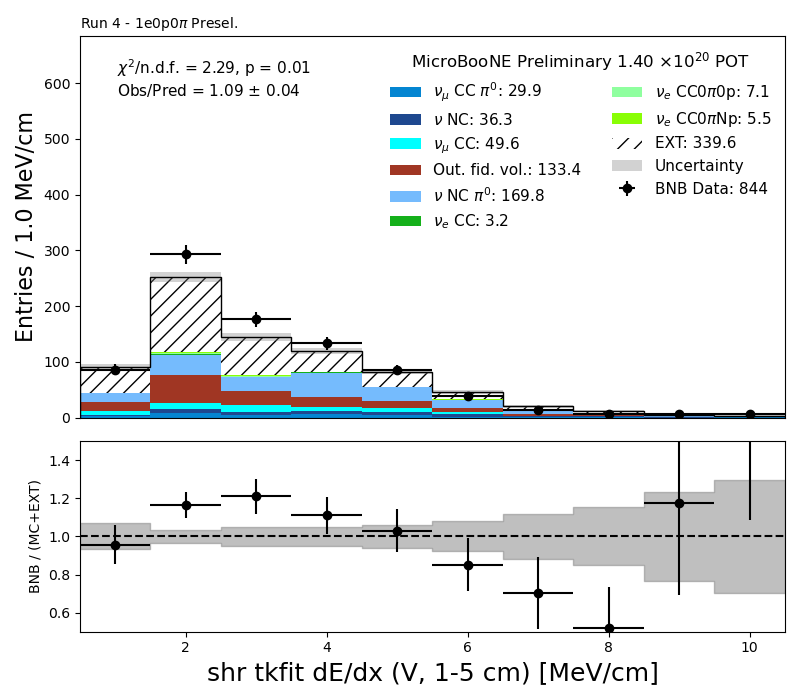 Run 4 - 1e0p0π Presel.
χ²/n.d.f. = 2.29, p = 0.01
Obs/Pred = 1.09 ± 0.04
MicroBooNE Preliminary 1.40 ×10²⁰ POT
ν_μ CC π⁰: 29.9
ν NC: 36.3
ν_μ CC: 49.6
Out. fid. vol.: 133.4
ν NC π⁰: 169.8
ν_e CC: 3.2
ν_e CC0π0p: 7.1
ν_e CC0πNp: 5.5
EXT: 339.6
Uncertainty
BNB Data: 844
Entries / 1.0 MeV/cm
600
500
400
300
200
100
0
BNB / (MC+EXT)
1.4
1.2
1.0
0.8
0.6
2 4 6 8 10
shr tkfit dE/dx (V, 1-5 cm) [MeV/cm]